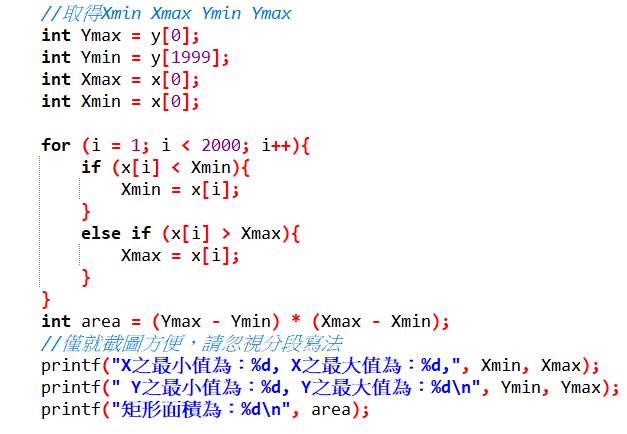 //取得Xmin Xmax Ymin Ymax
int Ymax = y[0];
int Ymin = y[1999];
int Xmax = x[0];
int Xmin = x[0];
for (i = 1; i < 2000; i++){
if (x[i] < Xmin){
Xmin = x[i];
}
else if (x[i] > Xmax){
Xmax = x[i];
}
}
int area = (Ymax - Ymin) * (Xmax - Xmin);
//僅就截圖方便，請忽視分段寫法
printf("X之最小值為：%d, X之最大值為：%d,", Xmin, Xmax);
printf(" Y之最小值為：%d, Y之最大值為：%d\n", Ymin, Ymax);
printf("矩形面積為：%d\n", area);